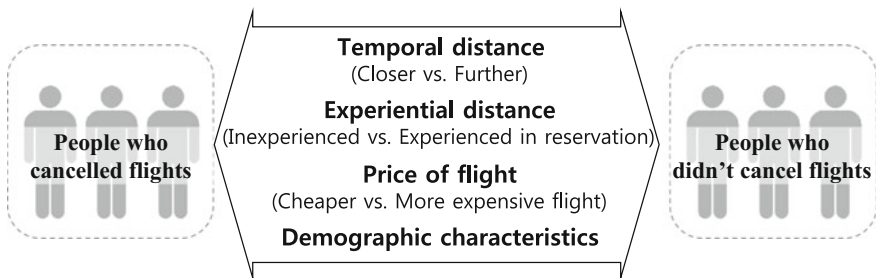 People who
cancelled flights
Temporal distance
(Closer vs. Further)
Experiential distance
(Inexperienced vs. Experienced in reservation)
Price of flight
(Cheaper vs. More expensive flight)
Demographic characteristics
People who
didn't cancel flights